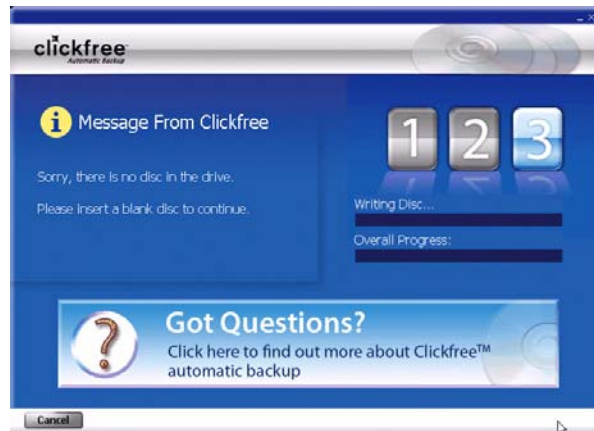 clickfree
Automatic Backup
Message From Clickfree
Sorry, there is no disc in the drive.
Please insert a blank disc to continue.
1 2 3
Writing Disc...
Overall Progress:
Got Questions?
Click here to find out more about Clickfree™
automatic backup
Cancel